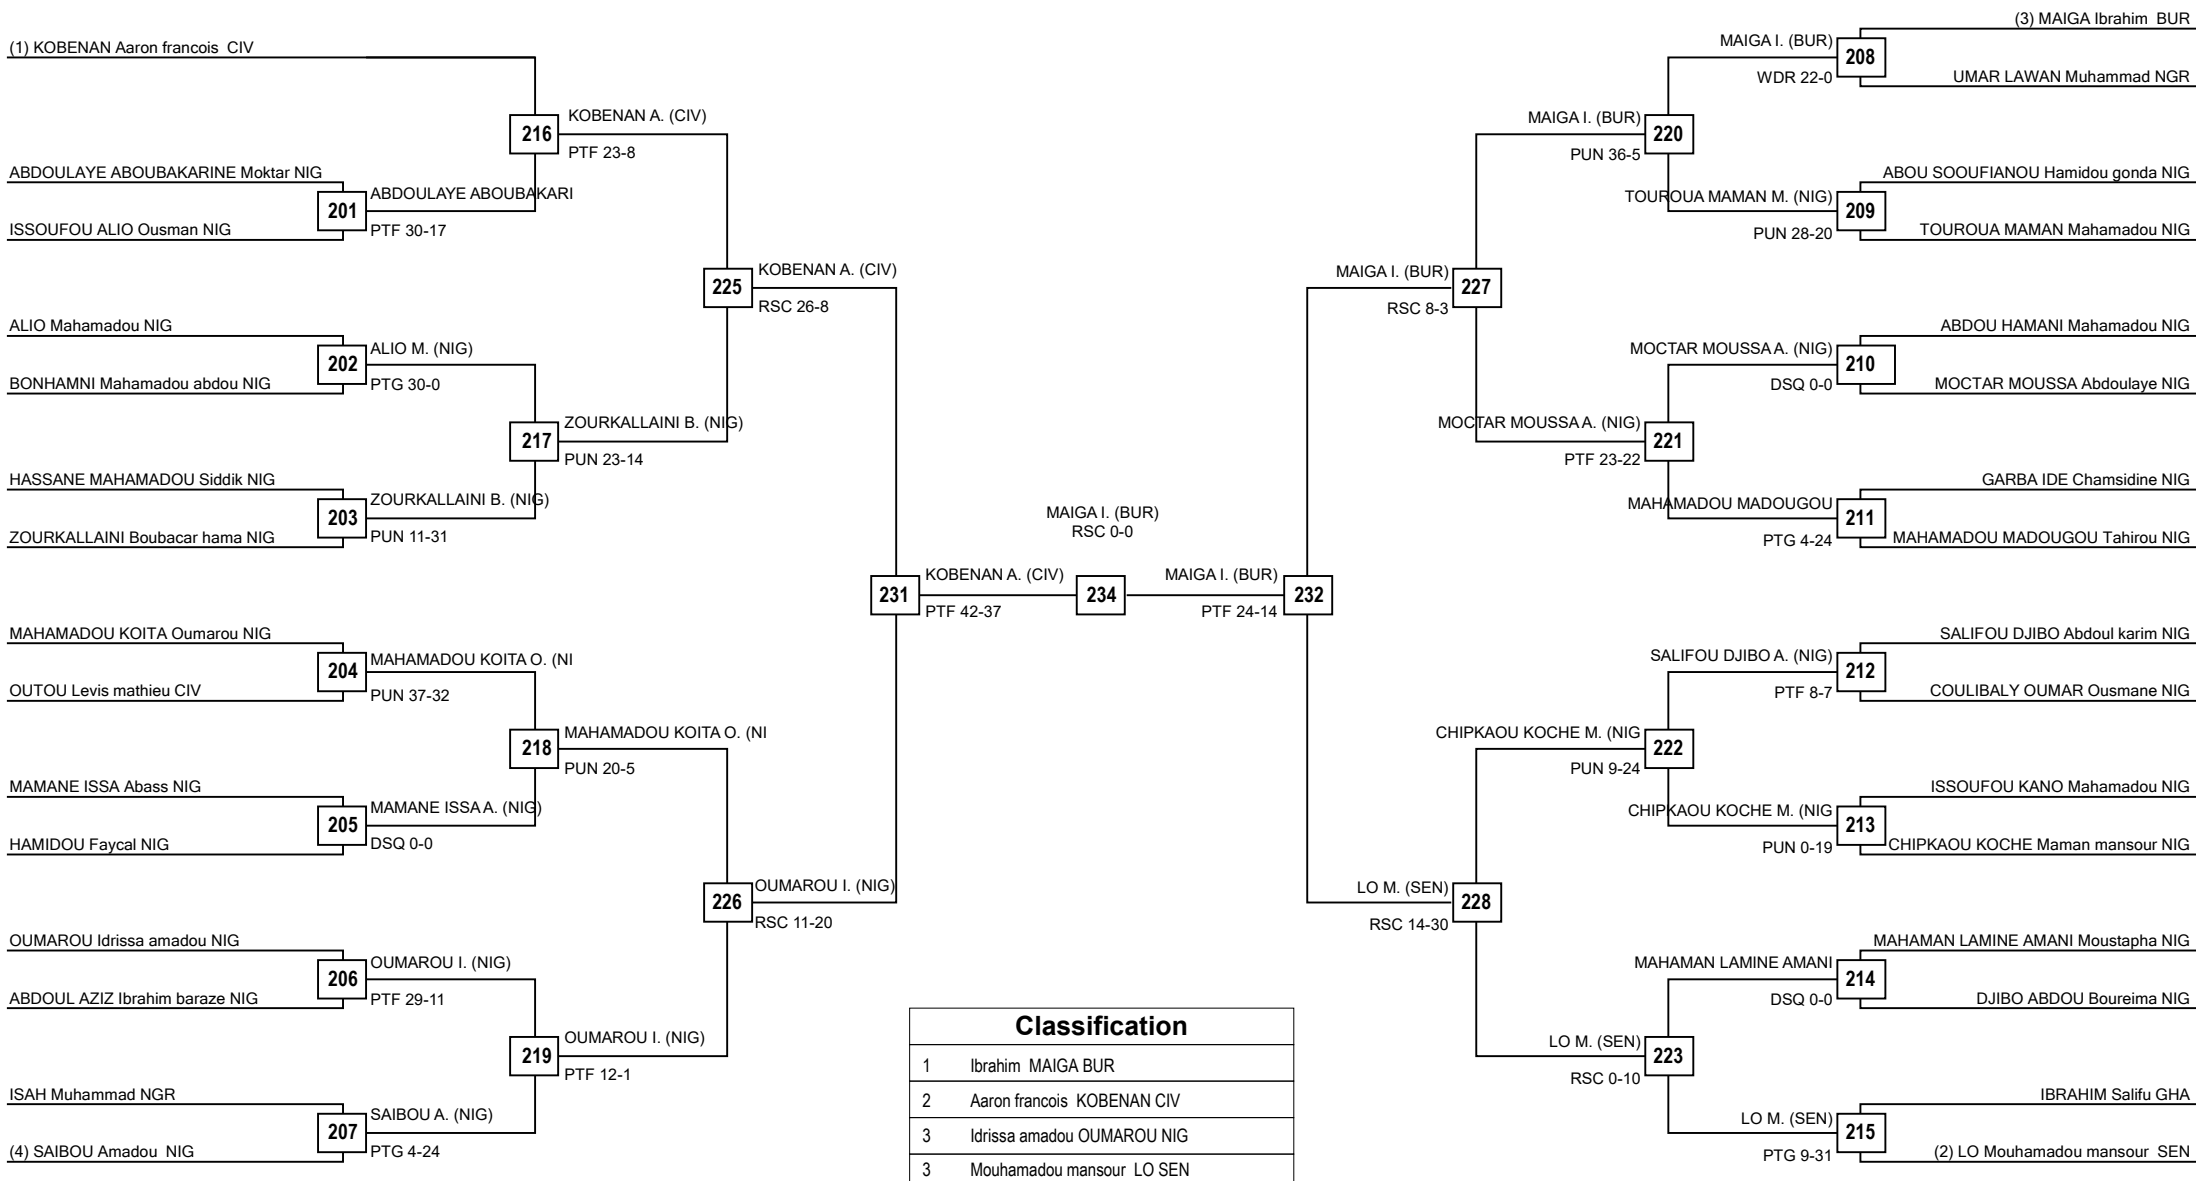 (1) KOBENAN Aaron francois CIV
216
KOBENAN A. (CIV)
PTF 23-8
ABDOULAYE ABOUBAKARINE Moktar NIG
201
ABDOULAYE ABOUBAKARI
PTF 30-17
ISSOUFOU ALIO Ousman NIG
225
KOBENAN A. (CIV)
RSC 26-8
ALIO Mahamadou NIG
202
ALIO M. (NIG)
PTG 30-0
BONHAMNI Mahamadou abdou NIG
217
ZOURKALLAINI B. (NIG)
PUN 23-14
HASSANE MAHAMADOU Siddik NIG
203
ZOURKALLAINI B. (NIG)
PUN 11-31
ZOURKALLAINI Boubacar hama NIG
231
KOBENAN A. (CIV)
PTF 42-37
MAHAMADOU KOITA Oumarou NIG
204
MAHAMADOU KOITA O. (NI
PUN 37-32
OUTOU Levis mathieu CIV
218
MAHAMADOU KOITA O. (NI
PUN 20-5
MAMANE ISSA Abass NIG
205
MAMANE ISSA A. (NIG)
DSQ 0-0
HAMIDOU Faycal NIG
226
OUMAROU I. (NIG)
RSC 11-20
OUMAROU Idrissa amadou NIG
206
OUMAROU I. (NIG)
PTF 29-11
ABDOUL AZIZ Ibrahim baraze NIG
219
OUMAROU I. (NIG)
PTF 12-1
ISAH Muhammad NGR
207
SAIBOU A. (NIG)
PTG 4-24
(4) SAIBOU Amadou NIG
MAIGA I. (BUR)
RSC 0-0
234
(3) MAIGA Ibrahim BUR
MAIGA I. (BUR)
208
WDR 22-0
UMAR LAWAN Muhammad NGR
MAIGA I. (BUR)
220
PUN 36-5
ABOU SOOUFIANOU Hamidou gonda NIG
TOUROUA MAMAN M. (NIG)
209
PUN 28-20
TOUROUA MAMAN Mahamadou NIG
MAIGA I. (BUR)
227
RSC 8-3
ABDOU HAMANI Mahamadou NIG
MOCTAR MOUSSA A. (NIG)
210
DSQ 0-0
MOCTAR MOUSSA Abdoulaye NIG
MOCTAR MOUSSA A. (NIG)
221
PTF 23-22
GARBA IDE Chamsidine NIG
MAHAMADOU MADOUGOU
211
PTG 4-24
MAHAMADOU MADOUGOU Tahirou NIG
MAIGA I. (BUR)
232
PTF 24-14
SALIFOU DJIBO Abdoul karim NIG
SALIFOU DJIBO A. (NIG)
212
PTF 8-7
COULIBALY OUMAR Ousmane NIG
CHIPKAOU KOCHE M. (NIG
222
PUN 9-24
ISSOUFOU KANO Mahamadou NIG
CHIPKAOU KOCHE M. (NIG
213
PUN 0-19
CHIPKAOU KOCHE Maman mansour NIG
LO M. (SEN)
228
RSC 14-30
MAHAMAN LAMINE AMANI Moustapha NIG
MAHAMAN LAMINE AMANI
214
DSQ 0-0
DJIBO ABDOU Boureima NIG
LO M. (SEN)
223
RSC 0-10
IBRAHIM Salifu GHA
LO M. (SEN)
215
PTG 9-31
(2) LO Mouhamadou mansour SEN
Classification
1 Ibrahim MAIGA BUR
2 Aaron francois KOBENAN CIV
3 Idrissa amadou OUMAROU NIG
3 Mouhamadou mansour LO SEN